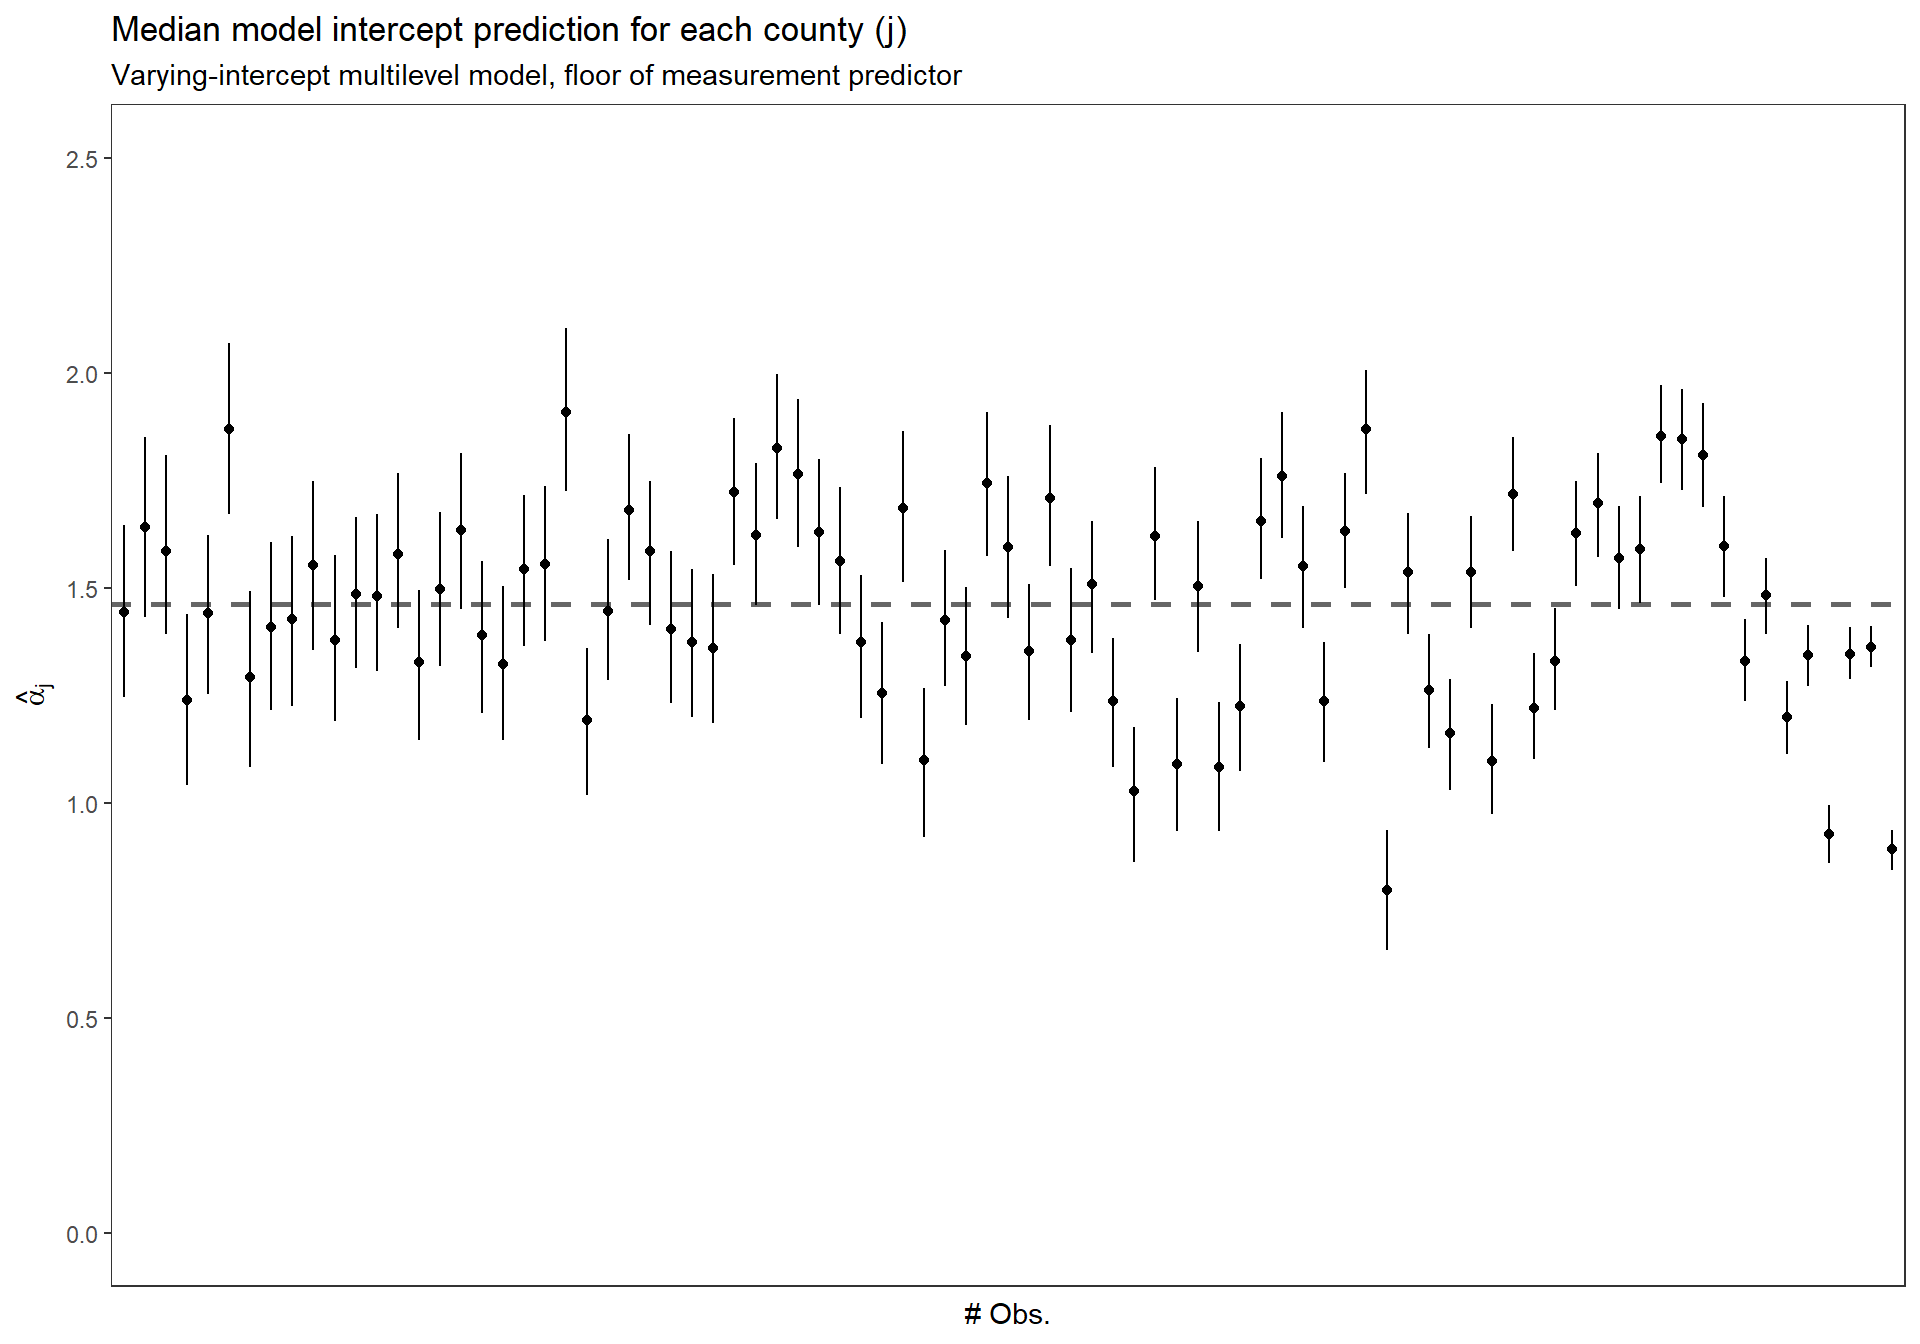 Median model intercept prediction for each county (j)
Varying-intercept multilevel model, floor of measurement predictor
2.5
2.0
1.5
1.0
0.5
0.0
α̂ⱼ
# Obs.